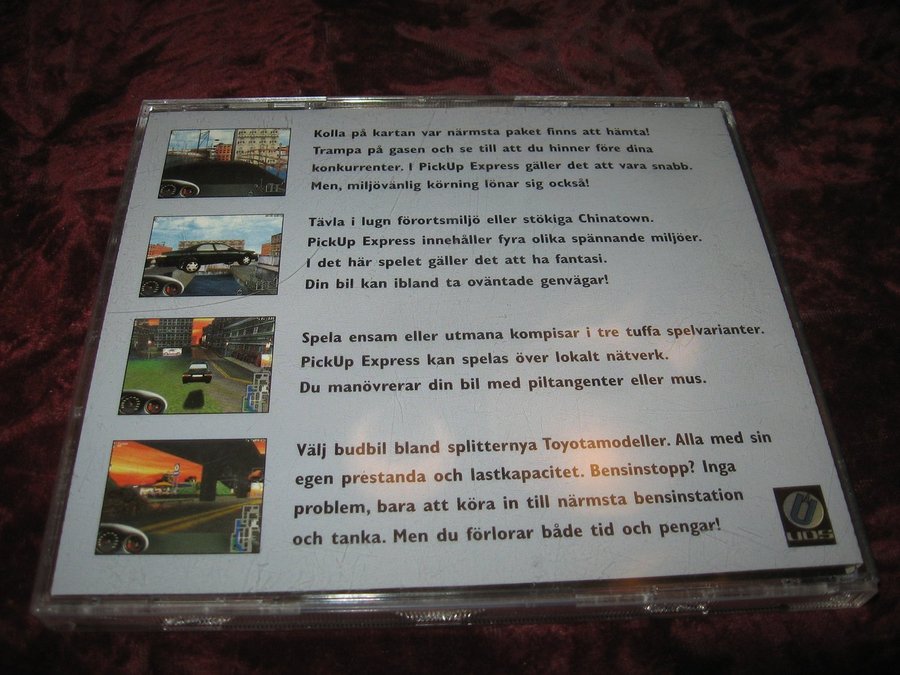 Kolla på kartan var närmsta paket finns att hämta!
Trampa på gasen och se till att du hinner före dina
konkurrenter. I PickUp Express gäller det att vara snabb.
Men, miljövänlig körning lönar sig också!
Tävla i lugn förortsmiljö eller stökiga Chinatown.
PickUp Express innehåller fyra olika spännande miljöer.
I det här spelet gäller det att ha fantasi.
Din bil kan ibland ta oväntade genvägar!
Spela ensam eller utmana kompisar i tre tuffa spelvarianter.
PickUp Express kan spelas över lokalt nätverk.
Du manövrerar din bil med piltangenter eller mus.
Välj budbil bland splitternya Toyotamodeller. Alla med sin
egen prestanda och lastkapacitet. Bensinstopp? Inga
problem, bara att köra in till närmsta bensinstation
och tanka. Men du förlorar både tid och pengar!
UDS